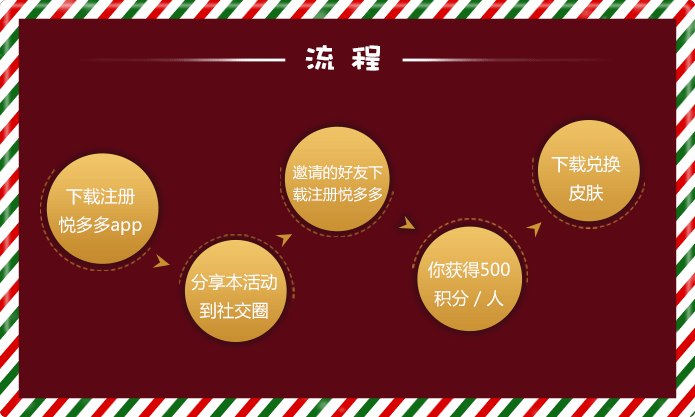 流程
下载注册
悦多多app
分享本活动
到社交圈
邀请的好友下
载注册悦多多
你获得500
积分 / 人
下载兑换
皮肤